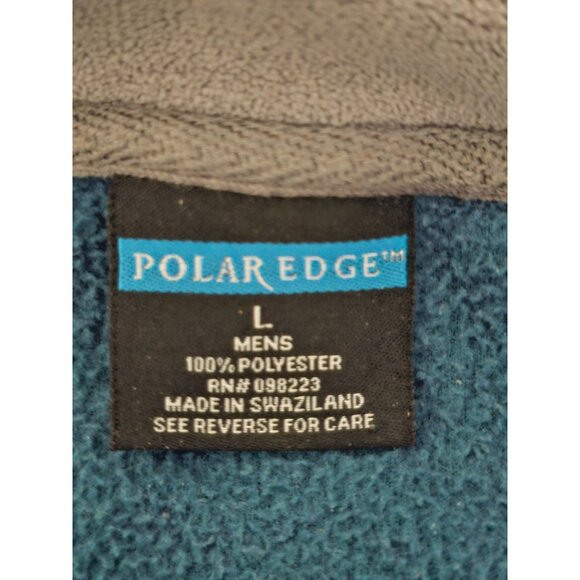 POLAR EDGE™
L
MENS
100% POLYESTER
RN# 098223
MADE IN SWAZILAND
SEE REVERSE FOR CARE